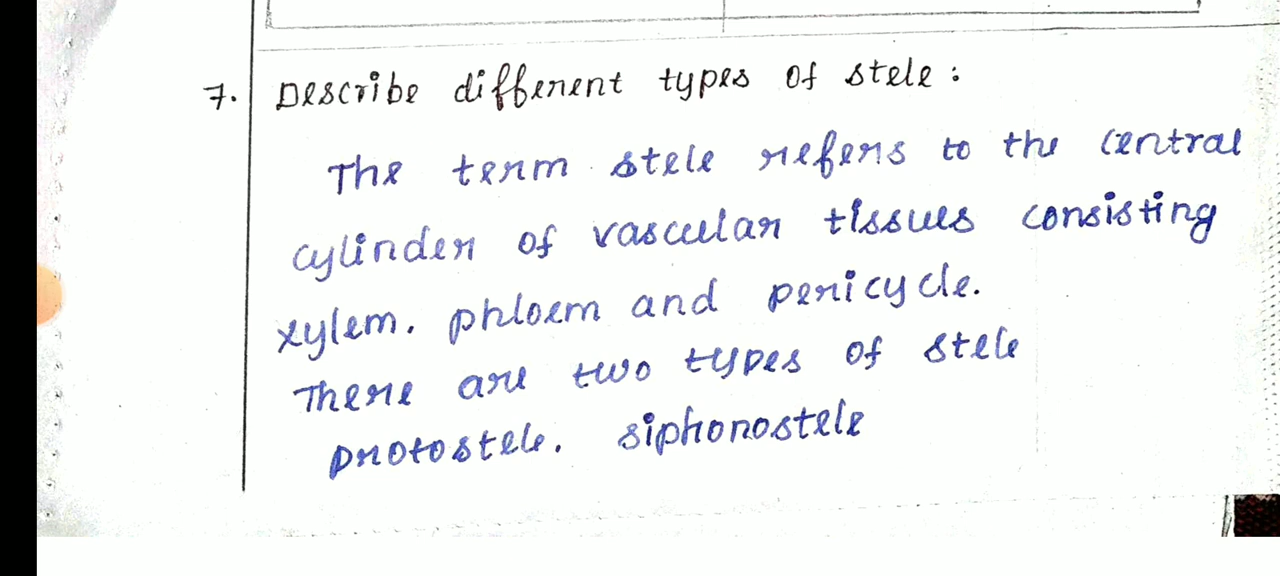 7. Describe different types of stele :
The term stele refers to the central
cylinder of vascular tissues consisting
xylem. phloem and pericycle.
There are two types of stele
protostele. siphonostele